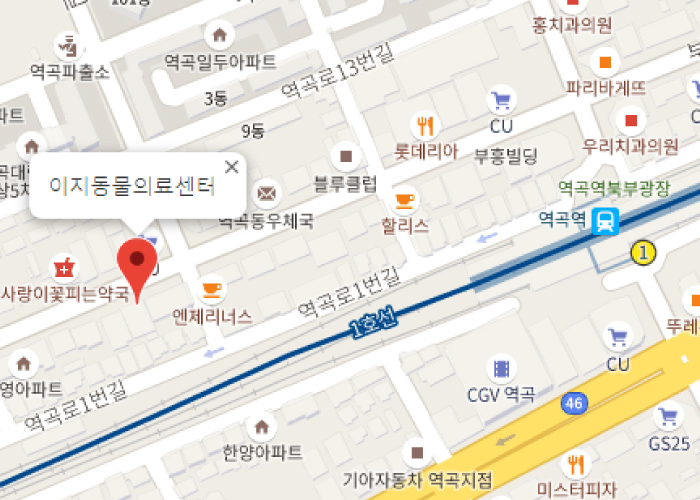 홍치과의원
역곡파출소
역곡일두아파트
역곡로13번길
3동
파리바게뜨
CU
9동
롯데리아
부흥빌딩
우리치과의원
이지동물의료센터
블루클럽
역곡역북부광장
역곡동우체국
할리스
역곡역
1
사랑이꽃피는약국
엔제리너스
역곡로1번길
1호선
CU
영아파트
CGV 역곡
역곡로1번길
46
한양아파트
GS25
기아자동차 역곡지점
미스터피자